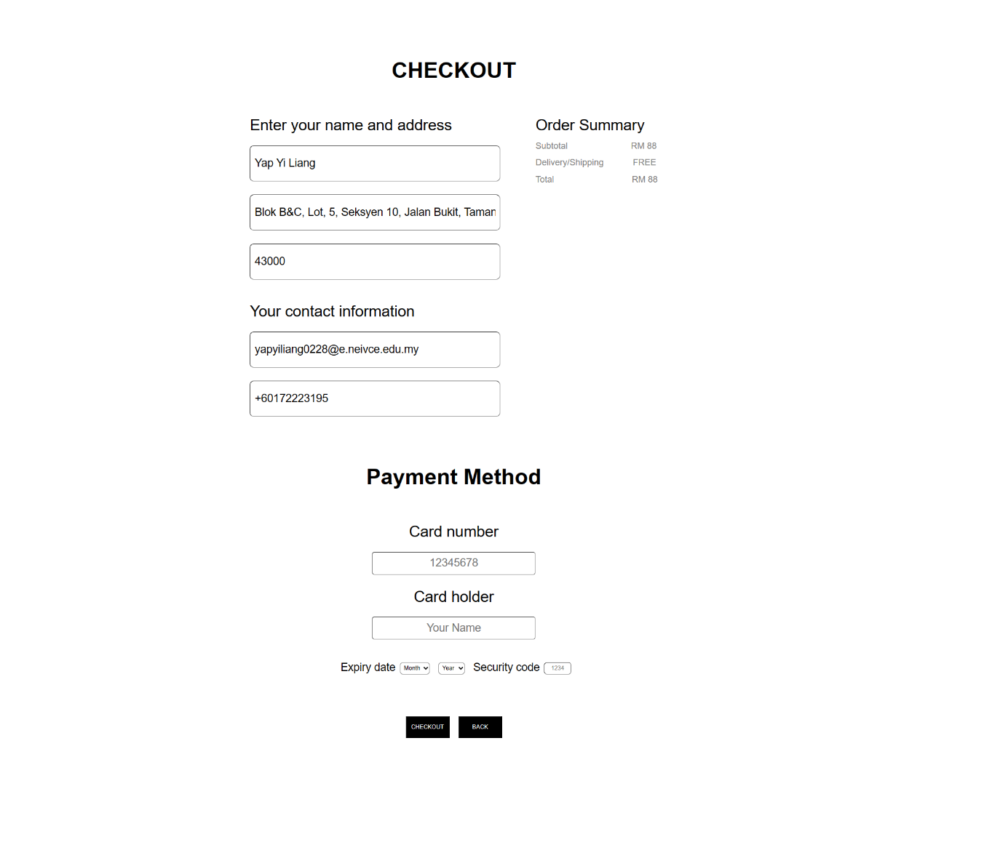 CHECKOUT
Enter your name and address
Yap Yi Liang
Blok B&C, Lot, 5, Seksyen 10, Jalan Bukit, Taman
43000
Your contact information
yapyiliang0228@e.neivce.edu.my
+60172223195
Order Summary
Subtotal RM 88
Delivery/Shipping FREE
Total RM 88
Payment Method
Card number
12345678
Card holder
Your Name
Expiry date Month Year Security code 1234
CHECKOUT BACK